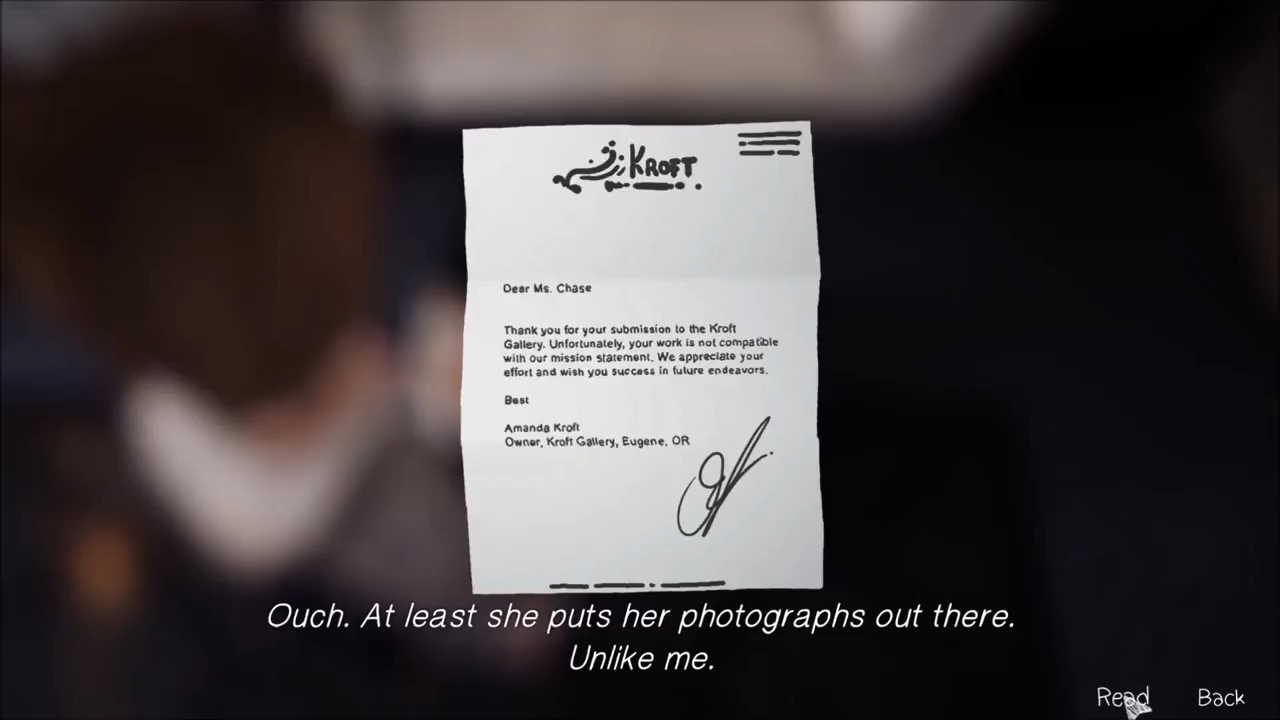 KROFT
Dear Ms. Chase
Thank you for your submission to the Kroft
Gallery. Unfortunately, your work is not compatible
with our mission statement. We appreciate your
effort and wish you success in future endeavors.
Best
Amanda Kroft
Owner, Kroft Gallery, Eugene, OR
Ouch. At least she puts her photographs out there.
Unlike me.
Read Back